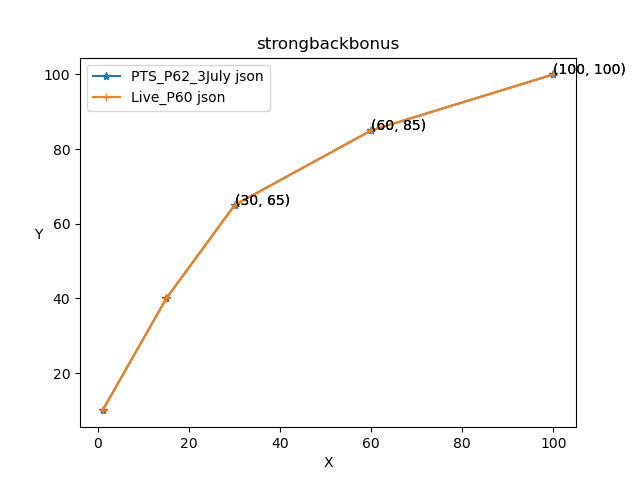 strongbackbonus
PTS_P62_3July json
Live_P60 json
(100, 100)
(60, 85)
(30, 65)
Y
100
80
60
40
20
0 20 40 60 80 100
X